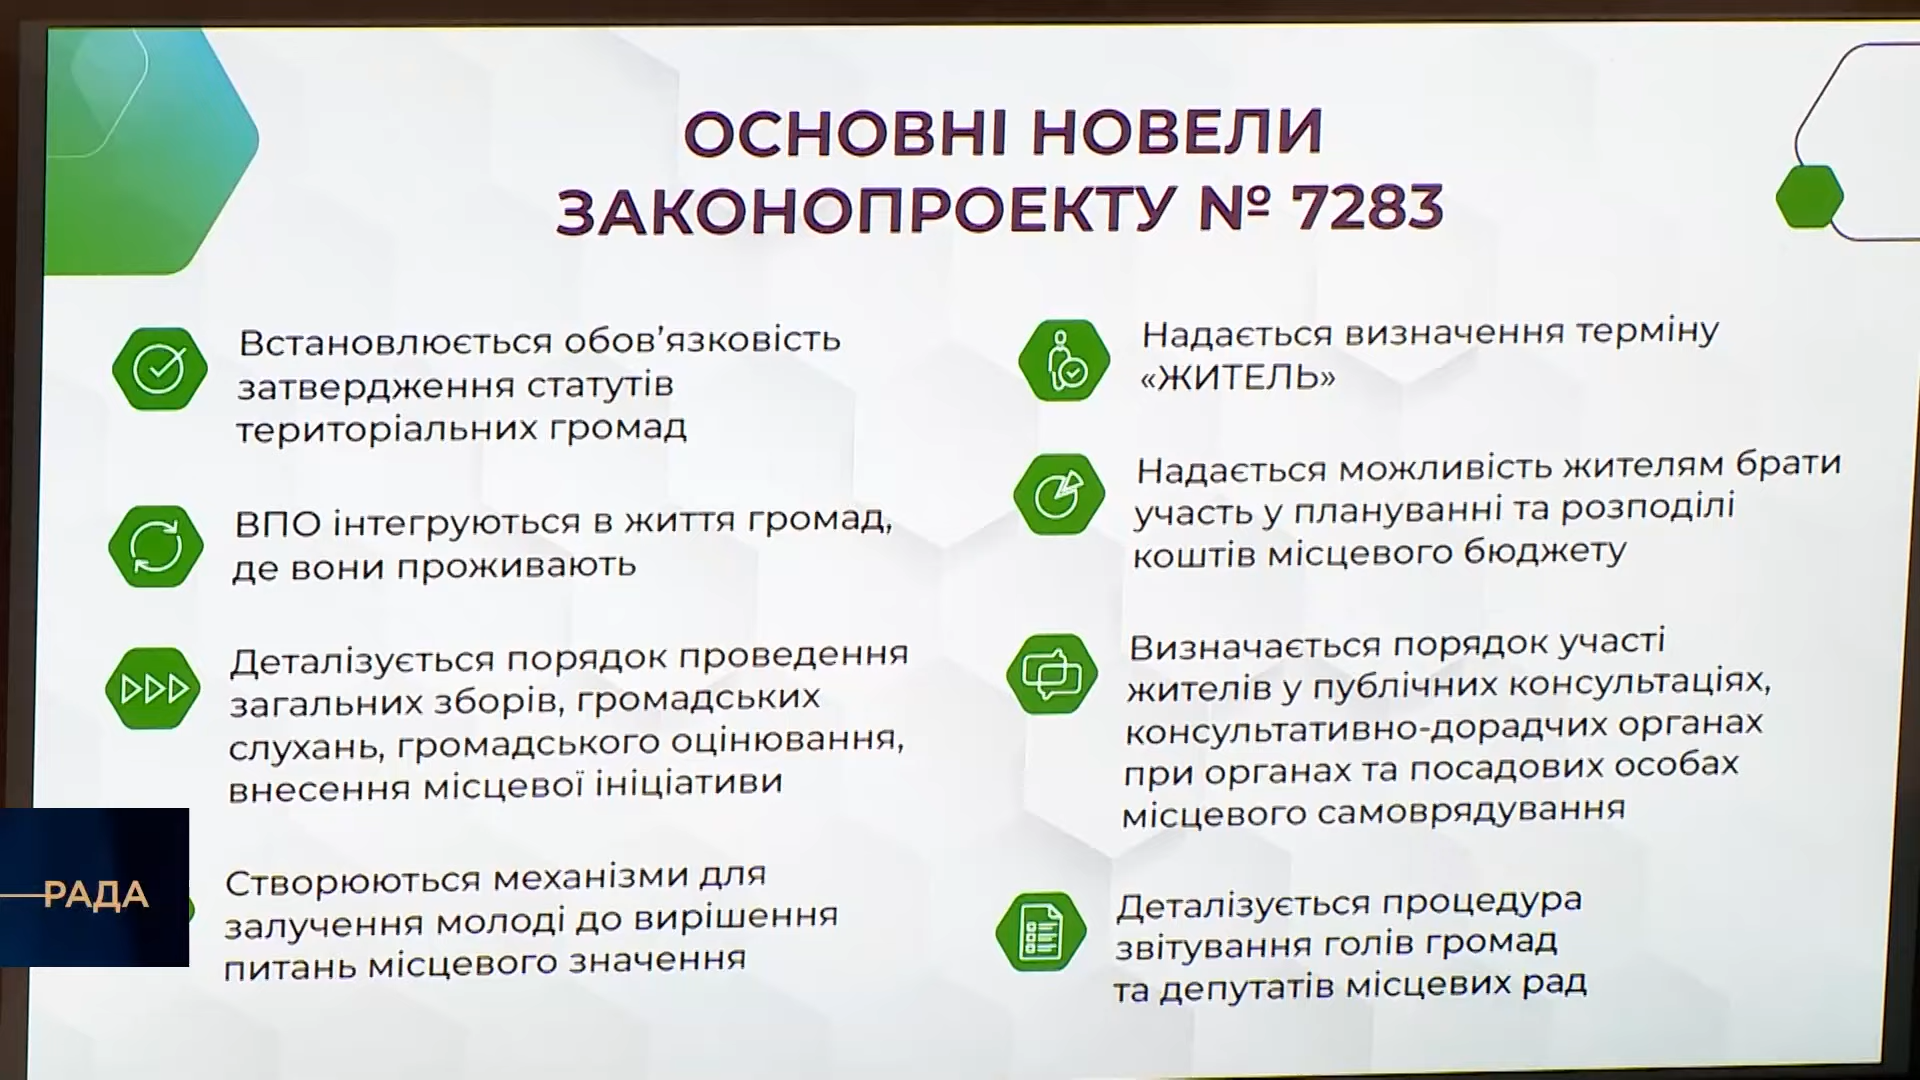 ОСНОВНІ НОВЕЛИ
ЗАКОНОПРОЕКТУ № 7283
Встановлюється обов’язковість
затвердження статутів
територіальних громад
ВПО інтегруються в життя громад,
де вони проживають
Деталізується порядок проведення
загальних зборів, громадських
слухань, громадського оцінювання,
внесення місцевої ініціативи
Створюються механізми для
залучення молоді до вирішення
питань місцевого значення
Надається визначення терміну
«ЖИТЕЛЬ»
Надається можливість жителям брати
участь у плануванні та розподілі
коштів місцевого бюджету
Визначається порядок участі
жителів у публічних консультаціях,
консультативно-дорадчих органах
при органах та посадових особах
місцевого самоврядування
Деталізується процедура
звітування голів громад
та депутатів місцевих рад
РАДА